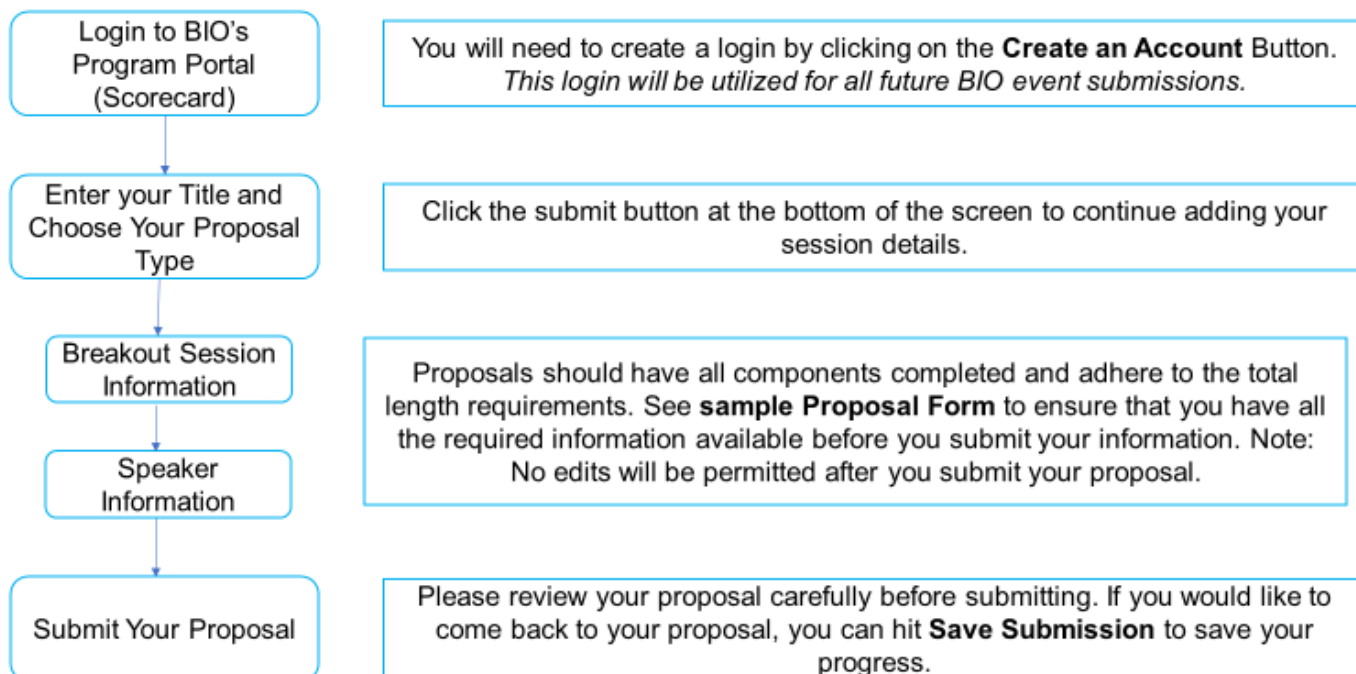 Login to BIO's
Program Portal
(Scorecard)
You will need to create a login by clicking on the Create an Account Button.
This login will be utilized for all future BIO event submissions.
Enter your Title and
Choose Your Proposal
Type
Click the submit button at the bottom of the screen to continue adding your
session details.
Breakout Session
Information
Proposals should have all components completed and adhere to the total
length requirements. See sample Proposal Form to ensure that you have all
the required information available before you submit your information. Note:
No edits will be permitted after you submit your proposal.
Speaker
Information
Submit Your Proposal
Please review your proposal carefully before submitting. If you would like to
come back to your proposal, you can hit Save Submission to save your
progress.